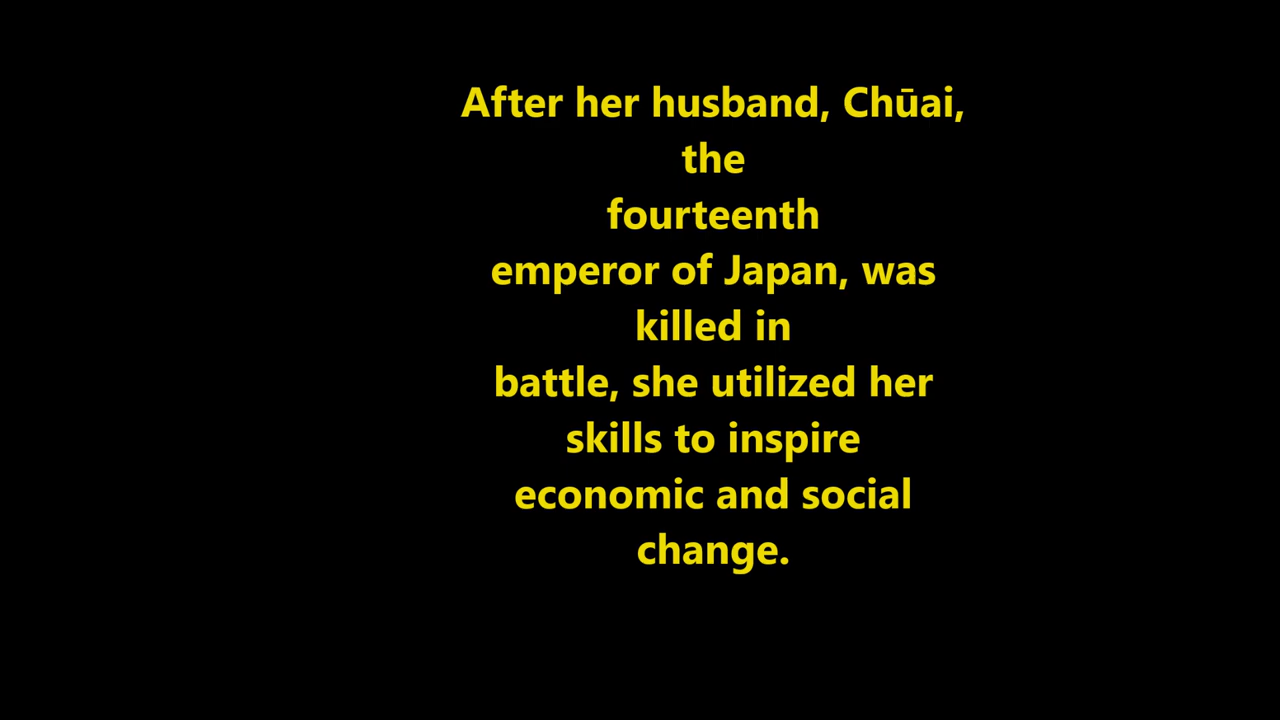 After her husband, Chūai,
the
fourteenth
emperor of Japan, was
killed in
battle, she utilized her
skills to inspire
economic and social
change.